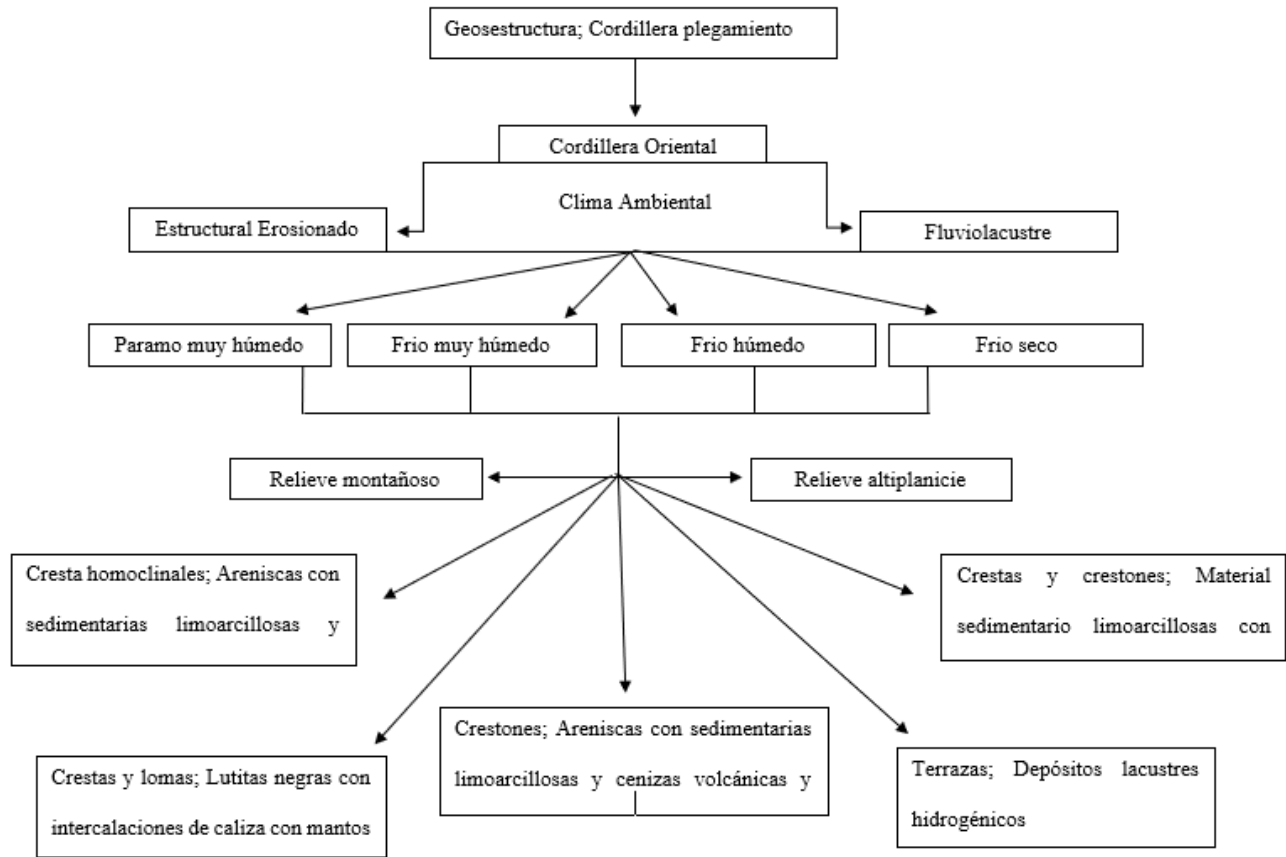 Geosestructura; Cordillera plegamiento
Cordillera Oriental
Clima Ambiental
Estructural Erosionado
Fluviolacustre
Paramo muy húmedo
Frio muy húmedo
Frio húmedo
Frio seco
Relieve montañoso
Relieve altiplanicie
Cresta homoclinales; Areniscas con
sedimentarias limoarcillosas y
Crestas y crestones; Material
sedimentario limoarcillosas con
Crestas y lomas; Lutitas negras con
intercalaciones de caliza con mantos
Crestones; Areniscas con sedimentarias
limoarcillosas y cenizas volcánicas y
Terrazas; Depósitos lacustres
hidrogénicos